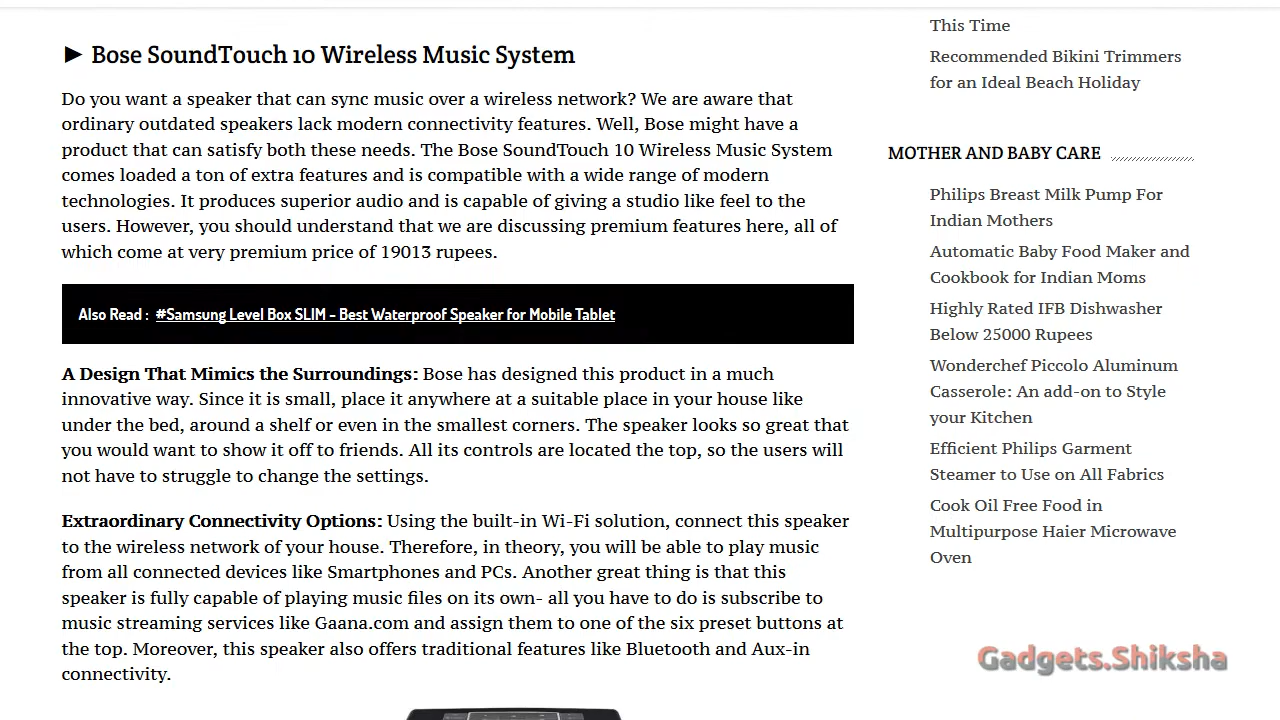 ► Bose SoundTouch 10 Wireless Music System
Do you want a speaker that can sync music over a wireless network? We are aware that
ordinary outdated speakers lack modern connectivity features. Well, Bose might have a
product that can satisfy both these needs. The Bose SoundTouch 10 Wireless Music System
comes loaded a ton of extra features and is compatible with a wide range of modern
technologies. It produces superior audio and is capable of giving a studio like feel to the
users. However, you should understand that we are discussing premium features here, all of
which come at very premium price of 19013 rupees.
Also Read : #Samsung Level Box SLIM – Best Waterproof Speaker for Mobile Tablet
A Design That Mimics the Surroundings: Bose has designed this product in a much
innovative way. Since it is small, place it anywhere at a suitable place in your house like
under the bed, around a shelf or even in the smallest corners. The speaker looks so great that
you would want to show it off to friends. All its controls are located the top, so the users will
not have to struggle to change the settings.
Extraordinary Connectivity Options: Using the built-in Wi-Fi solution, connect this speaker
to the wireless network of your house. Therefore, in theory, you will be able to play music
from all connected devices like Smartphones and PCs. Another great thing is that this
speaker is fully capable of playing music files on its own- all you have to do is subscribe to
music streaming services like Gaana.com and assign them to one of the six preset buttons at
the top. Moreover, this speaker also offers traditional features like Bluetooth and Aux-in
connectivity.
This Time
Recommended Bikini Trimmers
for an Ideal Beach Holiday
MOTHER AND BABY CARE
Philips Breast Milk Pump For
Indian Mothers
Automatic Baby Food Maker and
Cookbook for Indian Moms
Highly Rated IFB Dishwasher
Below 25000 Rupees
Wonderchef Piccolo Aluminum
Casserole: An add-on to Style
your Kitchen
Efficient Philips Garment
Steamer to Use on All Fabrics
Cook Oil Free Food in
Multipurpose Haier Microwave
Oven
Gadgets.Shiksha